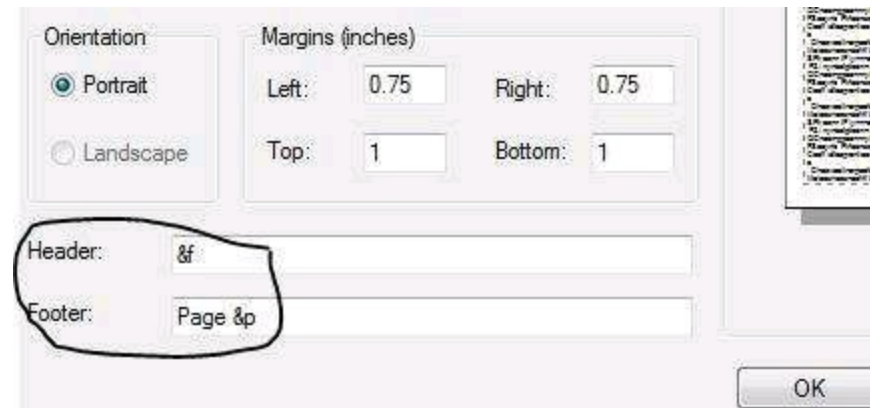 Orientation
Margins (inches)
Portrait
Left: 0.75 Right: 0.75
Landscape
Top: 1 Bottom: 1
Header: &f
Footer: Page &p
OK